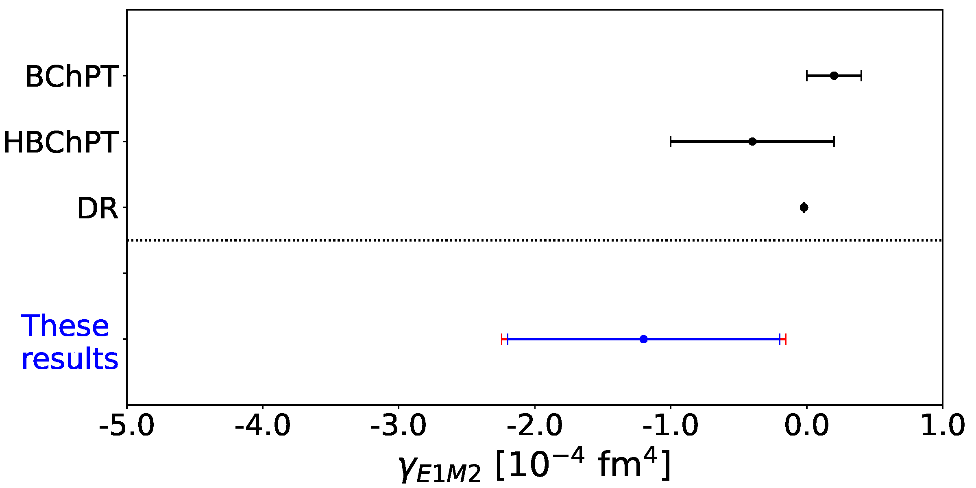 BChPT
HBChPT
DR
These
results
-5.0 -4.0 -3.0 -2.0 -1.0 0.0 1.0
γE1M2 [10⁻⁴ fm⁴]